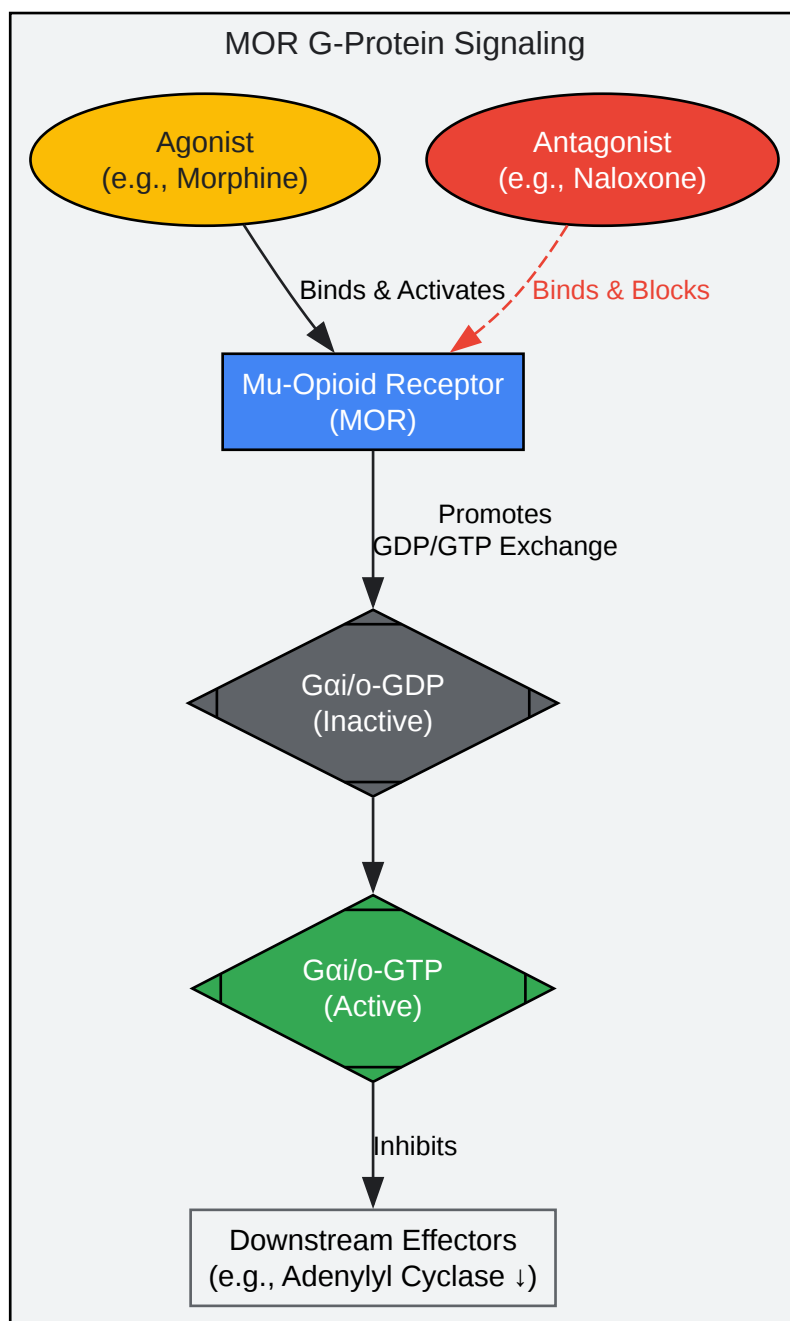 MOR G-Protein Signaling
Agonist
(e.g., Morphine)
Antagonist
(e.g., Naloxone)
Binds & Activates
Binds & Blocks
Mu-Opioid Receptor
(MOR)
Promotes
GDP/GTP Exchange
Gαi/o-GDP
(Inactive)
Gαi/o-GTP
(Active)
Inhibits
Downstream Effectors
(e.g., Adenylyl Cyclase ↓)